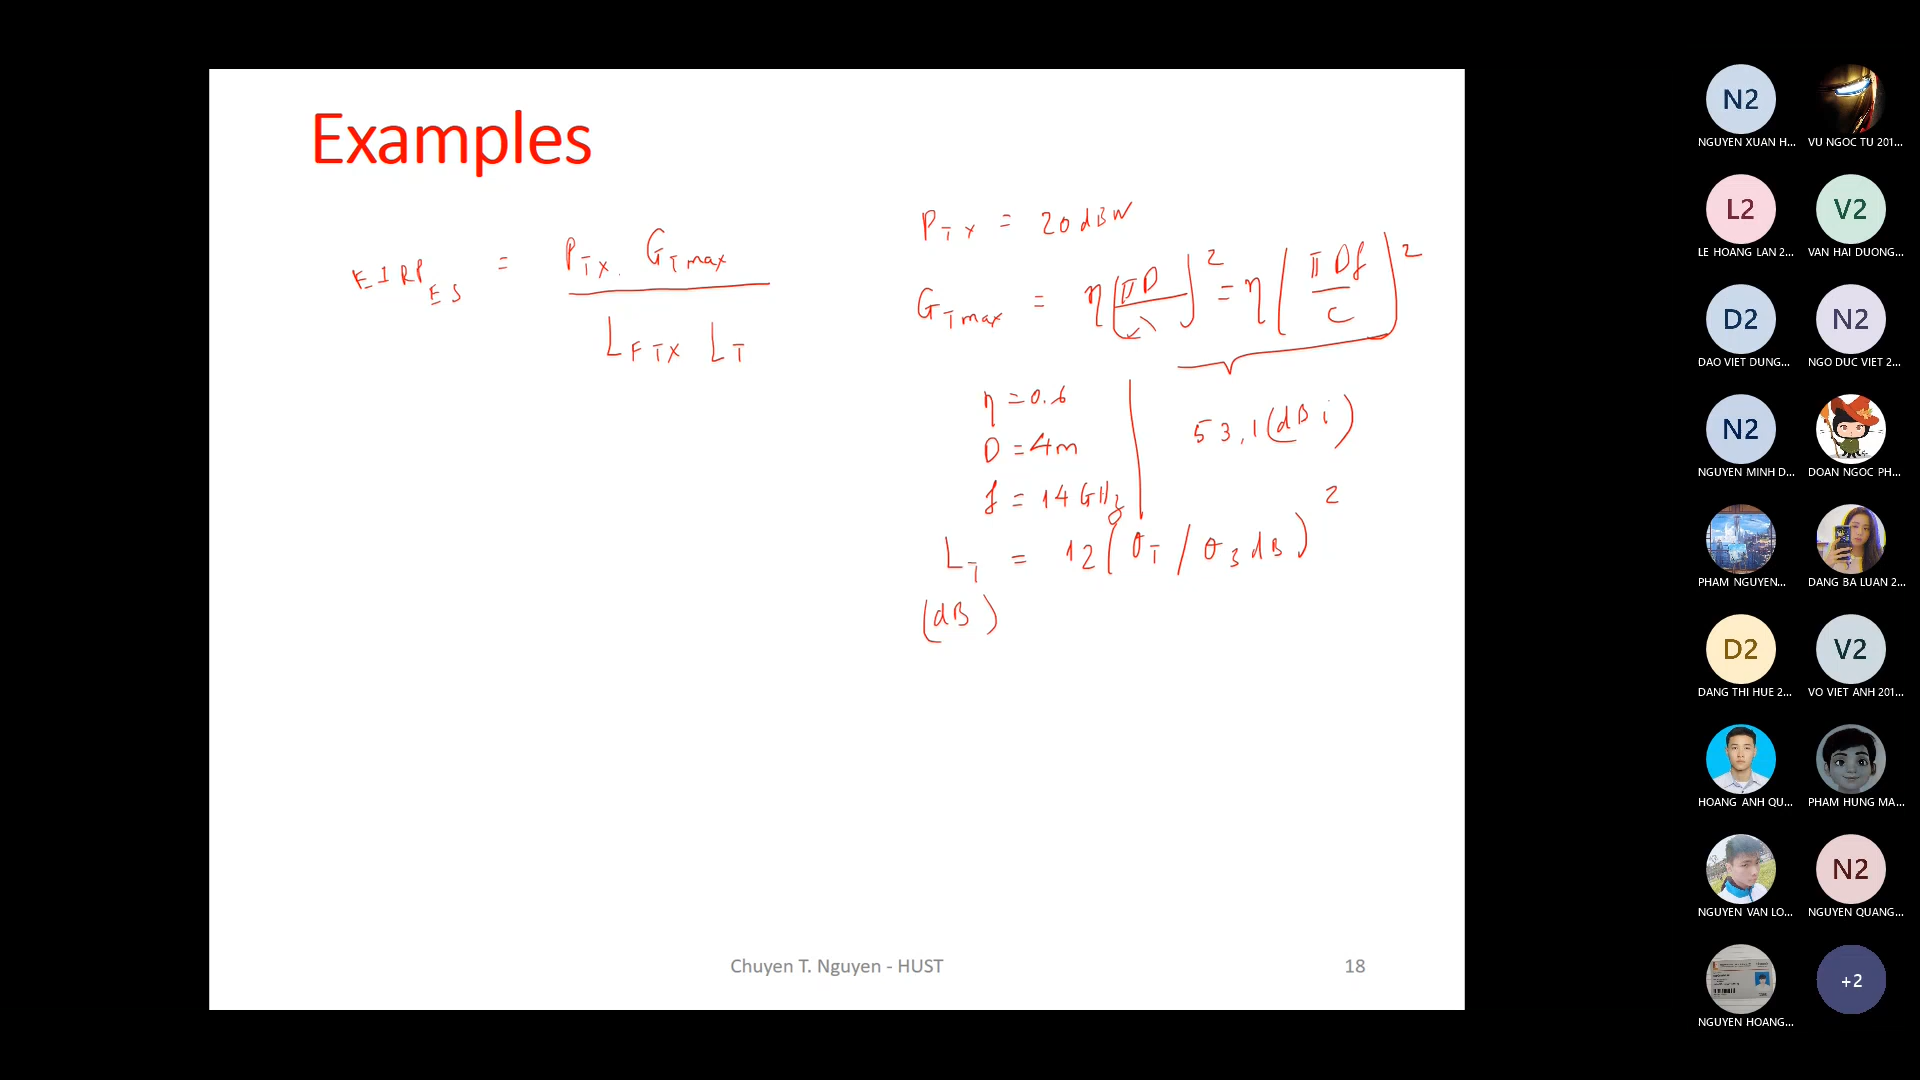 Examples
EIRP_ES = P_TX . G_Tmax / L_FTX L_T
P_TX = 20 dBW
G_Tmax = η(πD/λ)² = η(πDf/c)²
η = 0.6
D = 4m
f = 14 GHz
53,1 (dBi)
L_T = 12(θ_T / θ_3dB)²
(dB)
Chuyen T. Nguyen - HUST
18
N2
NGUYEN XUAN H...
VU NGOC TU 201...
L2
LE HOANG LAN 2...
V2
VAN HAI DUONG...
D2
DAO VIET DUNG...
N2
NGO DUC VIET 2...
N2
NGUYEN MINH D...
DOAN NGOC PH...
PHAM NGUYEN...
DANG BA LUAN 2...
D2
DANG THI HUE 2...
V2
VO VIET ANH 201...
HOANG ANH QU...
PHAM HUNG MA...
NGUYEN VAN LO...
N2
NGUYEN QUANG...
NGUYEN HOANG...
+2